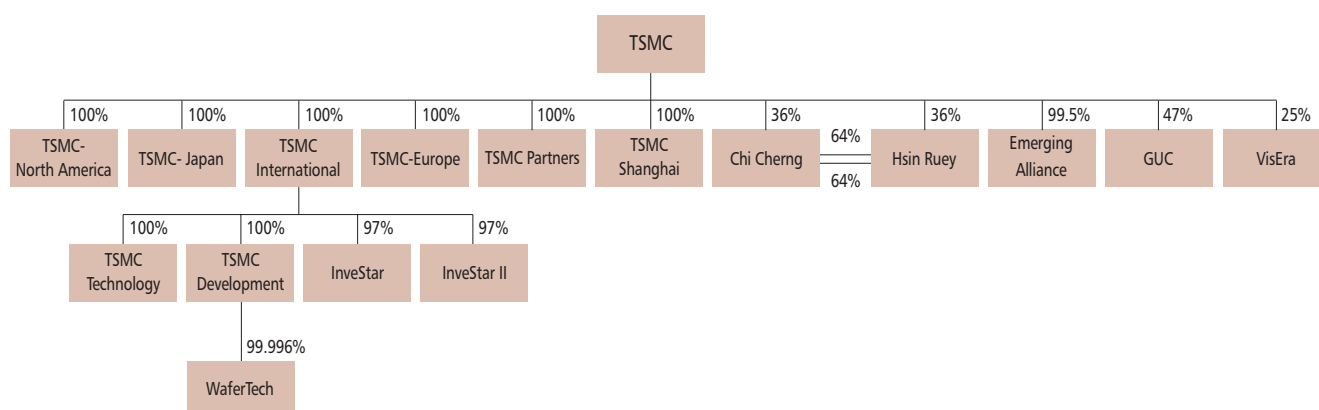 TSMC
100%
100%
100%
100%
100%
100%
36%
36%
99.5%
47%
25%
TSMC-
North America
TSMC- Japan
TSMC
International
TSMC-Europe
TSMC Partners
TSMC
Shanghai
Chi Cherng
64%
64%
Hsin Ruey
Emerging
Alliance
GUC
VisEra
100%
100%
97%
97%
TSMC
Technology
TSMC
Development
InveStar
InveStar II
99.996%
WaferTech